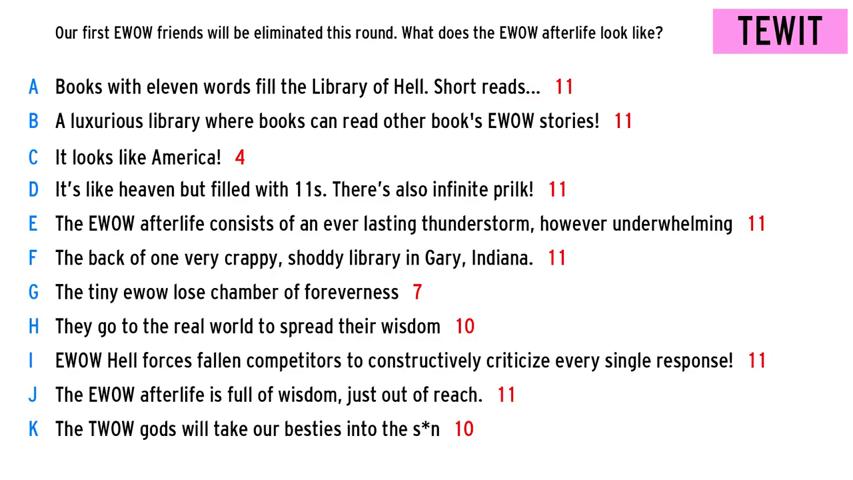 Our first EWOW friends will be eliminated this round. What does the EWOW afterlife look like? TEWIT
A Books with eleven words fill the Library of Hell. Short reads... 11
B A luxurious library where books can read other book's EWOW stories! 11
C It looks like America! 4
D It's like heaven but filled with 11s. There's also infinite prilk! 11
E The EWOW afterlife consists of an ever lasting thunderstorm, however underwhelming 11
F The back of one very crappy, shoddy library in Gary, Indiana. 11
G The tiny ewow lose chamber of foreverness 7
H They go to the real world to spread their wisdom 10
I EWOW Hell forces fallen competitors to constructively criticize every single response! 11
J The EWOW afterlife is full of wisdom, just out of reach. 11
K The TWOW gods will take our besties into the s*n 10